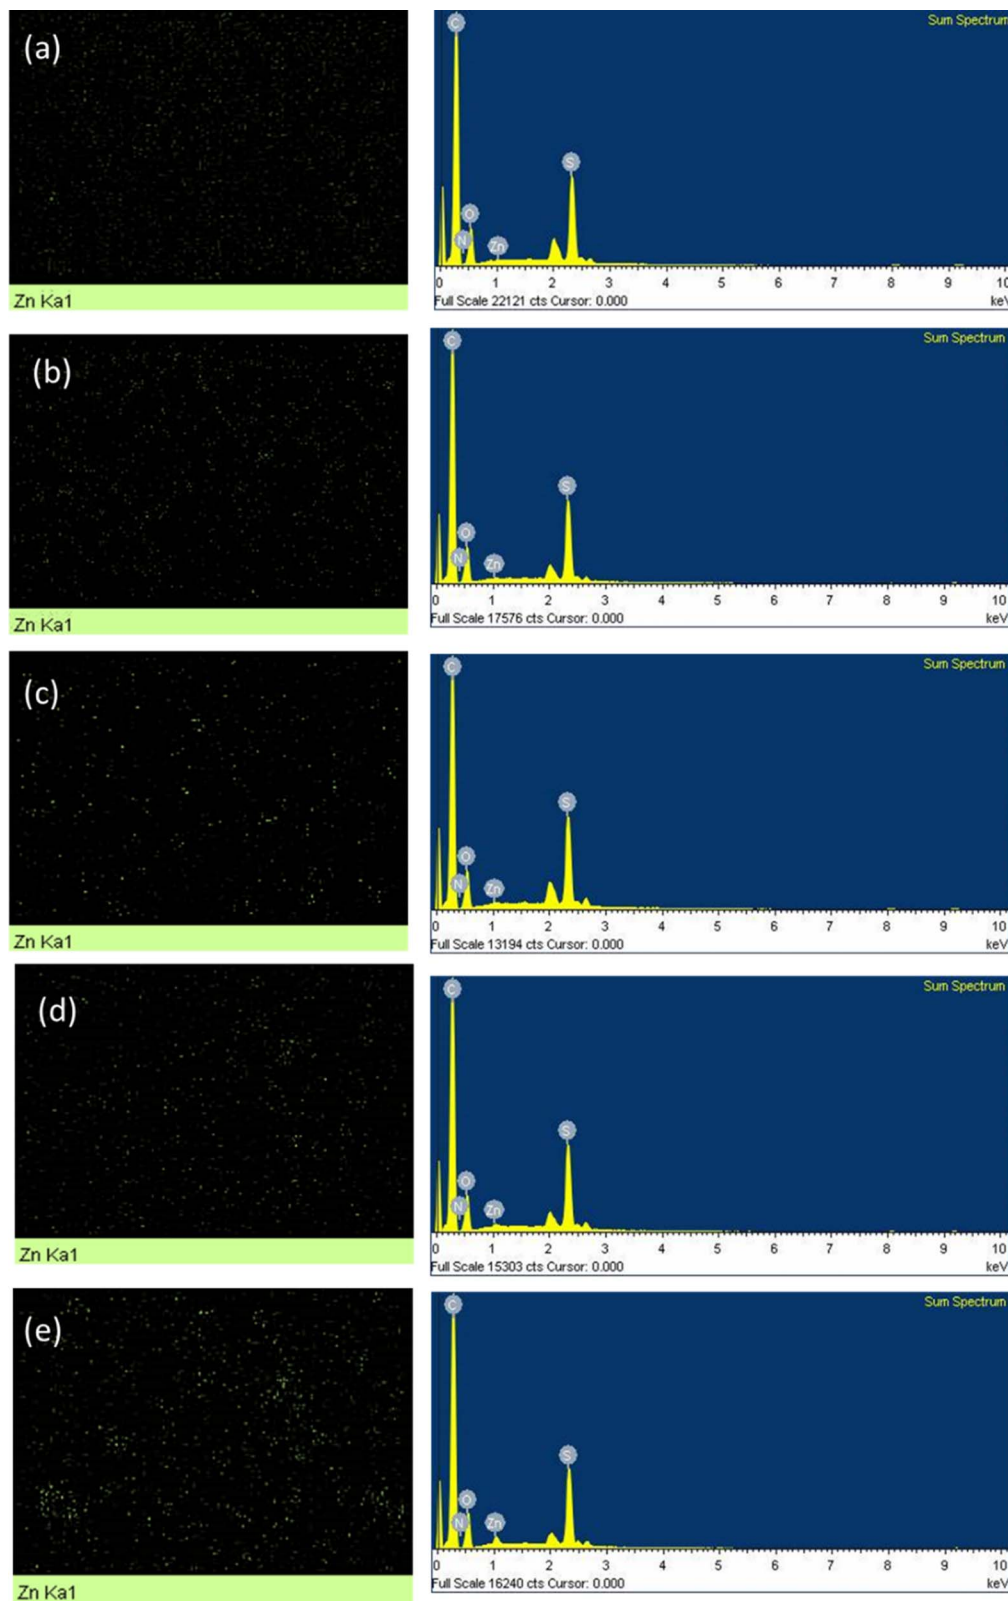 (a)
Zn Ka1
Sum Spectrum
C
S
O
N
Zn
0 1 2 3 4 5 6 7 8 9 10
Full Scale 22121 cts Cursor: 0.000
keV
(b)
Zn Ka1
Sum Spectrum
C
S
O
N
Zn
0 1 2 3 4 5 6 7 8 9 10
Full Scale 17576 cts Cursor: 0.000
keV
(c)
Zn Ka1
Sum Spectrum
C
S
O
N
Zn
0 1 2 3 4 5 6 7 8 9 10
Full Scale 13194 cts Cursor: 0.000
keV
(d)
Zn Ka1
Sum Spectrum
C
S
O
N
Zn
0 1 2 3 4 5 6 7 8 9 10
Full Scale 15303 cts Cursor: 0.000
keV
(e)
Zn Ka1
Sum Spectrum
C
S
O
N
Zn
0 1 2 3 4 5 6 7 8 9 10
Full Scale 16240 cts Cursor: 0.000
keV